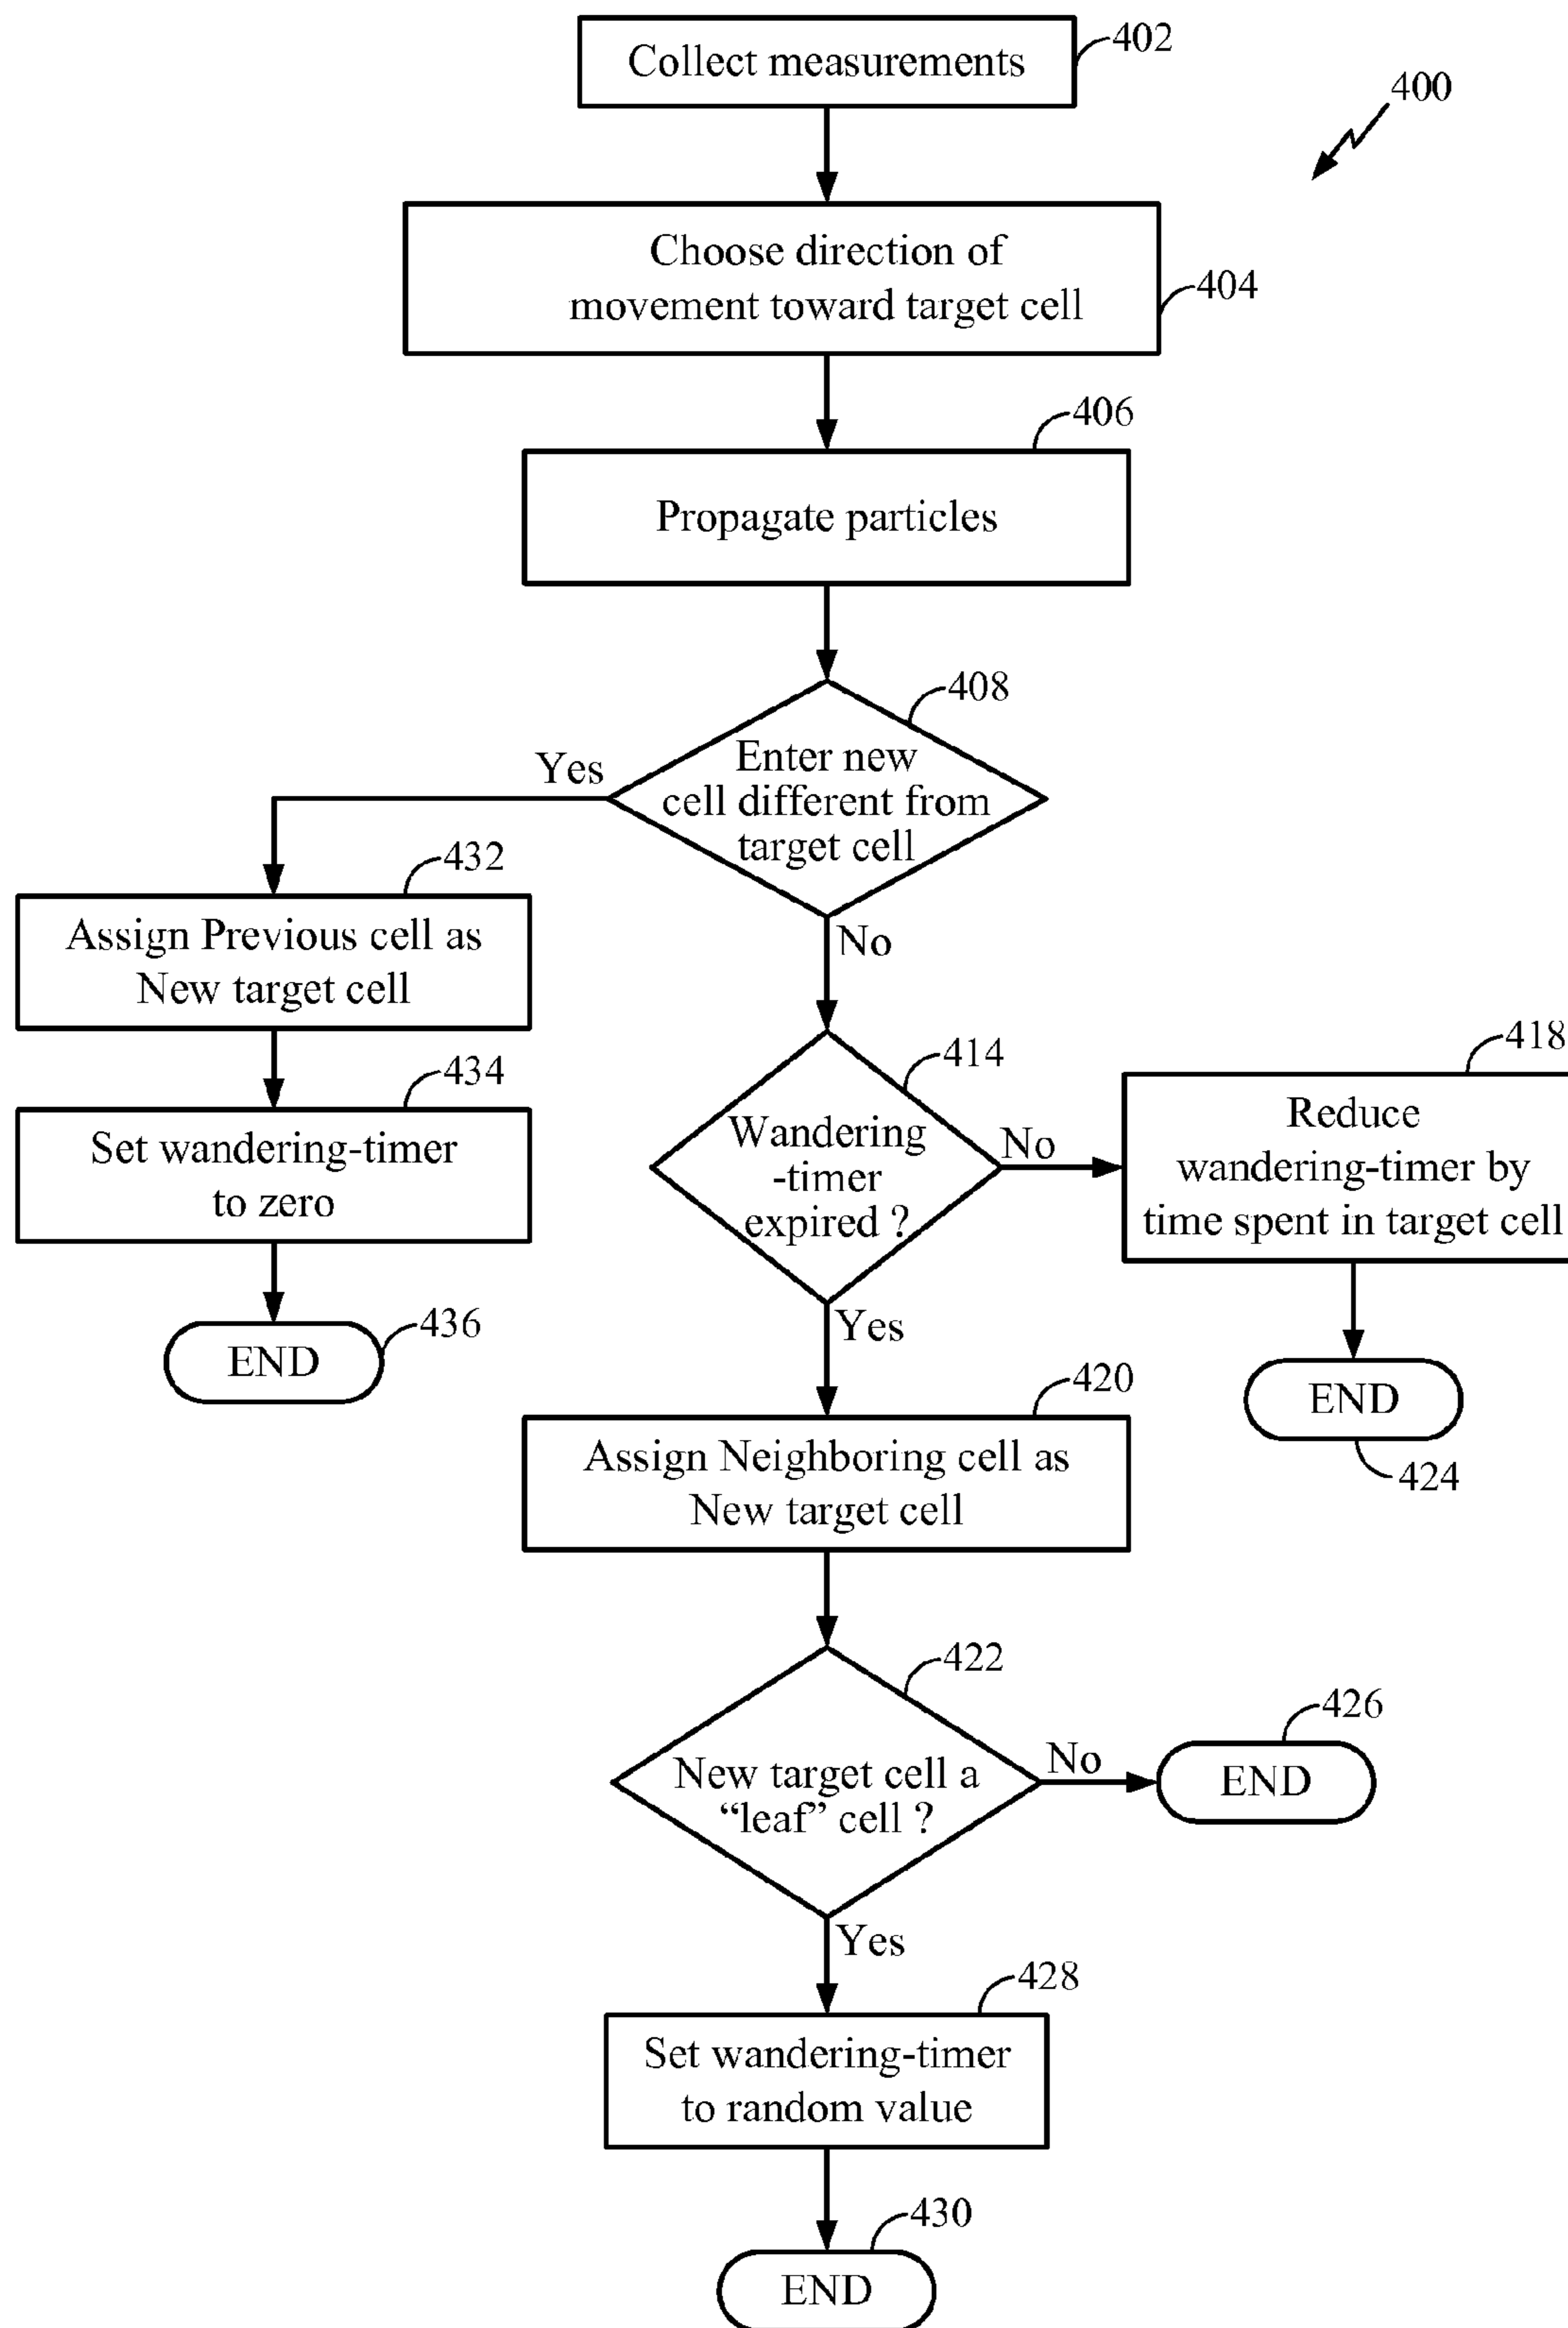 Collect measurements
402
400
Choose direction of
movement toward target cell
404
406
Propagate particles
408
Enter new
cell different from
target cell
Yes
No
432
Assign Previous cell as
New target cell
434
Set wandering-timer
to zero
436
END
414
Wandering
-timer
expired ?
No
Yes
418
Reduce
wandering-timer by
time spent in target cell
END
424
420
Assign Neighboring cell as
New target cell
422
New target cell a
“leaf” cell ?
No
426
END
Yes
428
Set wandering-timer
to random value
430
END